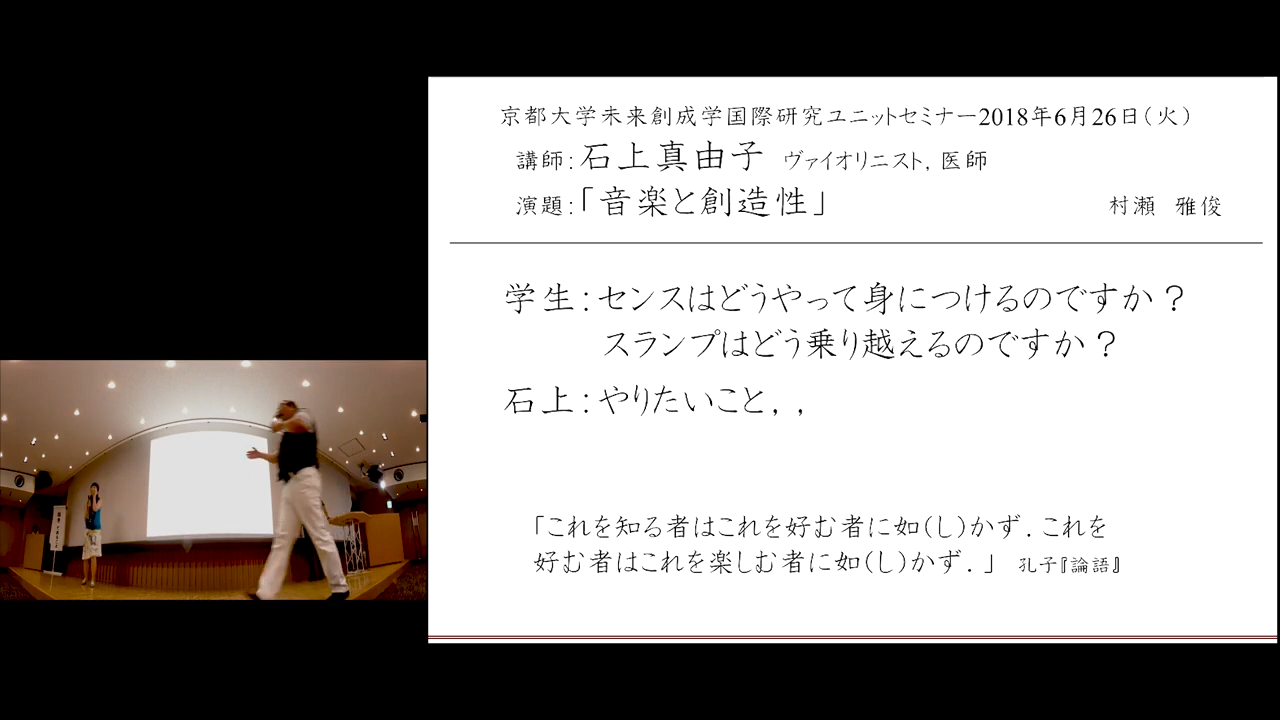 京都大学未来創成学国際研究ユニットセミナー2018年6月26日(火)
講師:石上真由子 ヴァイオリニスト,医師
演題:「音楽と創造性」 村瀬 雅俊
学生:センスはどうやって身につけるのですか?
スランプはどう乗り越えるのですか?
石上:やりたいこと, ,
「これを知る者はこれを好む者に如(し)かず.これを
好む者はこれを楽しむ者に如(し)かず.」 孔子『論語』